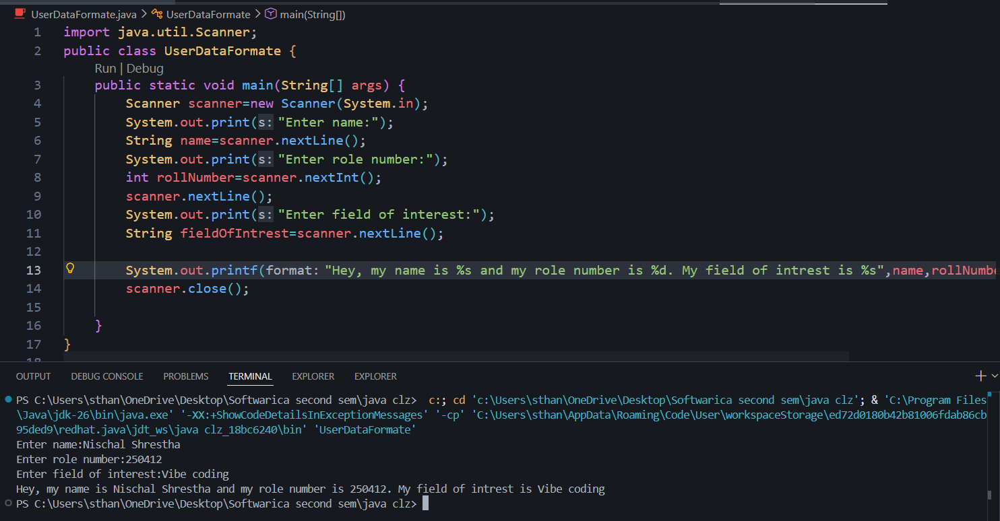 UserDataFormate.java > UserDataFormate > main(String[])
1 import java.util.Scanner;
2 public class UserDataFormate {
Run | Debug
3 public static void main(String[] args) {
4 Scanner scanner=new Scanner(System.in);
5 System.out.print(s:"Enter name:");
6 String name=scanner.nextLine();
7 System.out.print(s:"Enter role number:");
8 int rollNumber=scanner.nextInt();
9 scanner.nextLine();
10 System.out.print(s:"Enter field of interest:");
11 String fieldOfIntrest=scanner.nextLine();
12
13 System.out.printf(format:"Hey, my name is %s and my role number is %d. My field of intrest is %s",name,rollNumbe
14 scanner.close();
15
16 }
17 }
18
OUTPUT DEBUG CONSOLE PROBLEMS TERMINAL EXPLORER EXPLORER
PS C:\Users\sthan\OneDrive\Desktop\Softwarica second sem\java clz> c:; cd 'c:\Users\sthan\OneDrive\Desktop\Softwarica second sem\java clz'; & 'C:\Program Files
\Java\jdk-26\bin\java.exe' '-XX:+ShowCodeDetailsInExceptionMessages' '-cp' 'C:\Users\sthan\AppData\Roaming\Code\User\workspaceStorage\ed72d0180b42b81006fdab86cb
95ded9\redhat.java\jdt_ws\java clz_18bc6240\bin' 'UserDataFormate'
Enter name:Nischal Shrestha
Enter role number:250412
Enter field of interest:Vibe coding
Hey, my name is Nischal Shrestha and my role number is 250412. My field of intrest is Vibe coding
PS C:\Users\sthan\OneDrive\Desktop\Softwarica second sem\java clz>